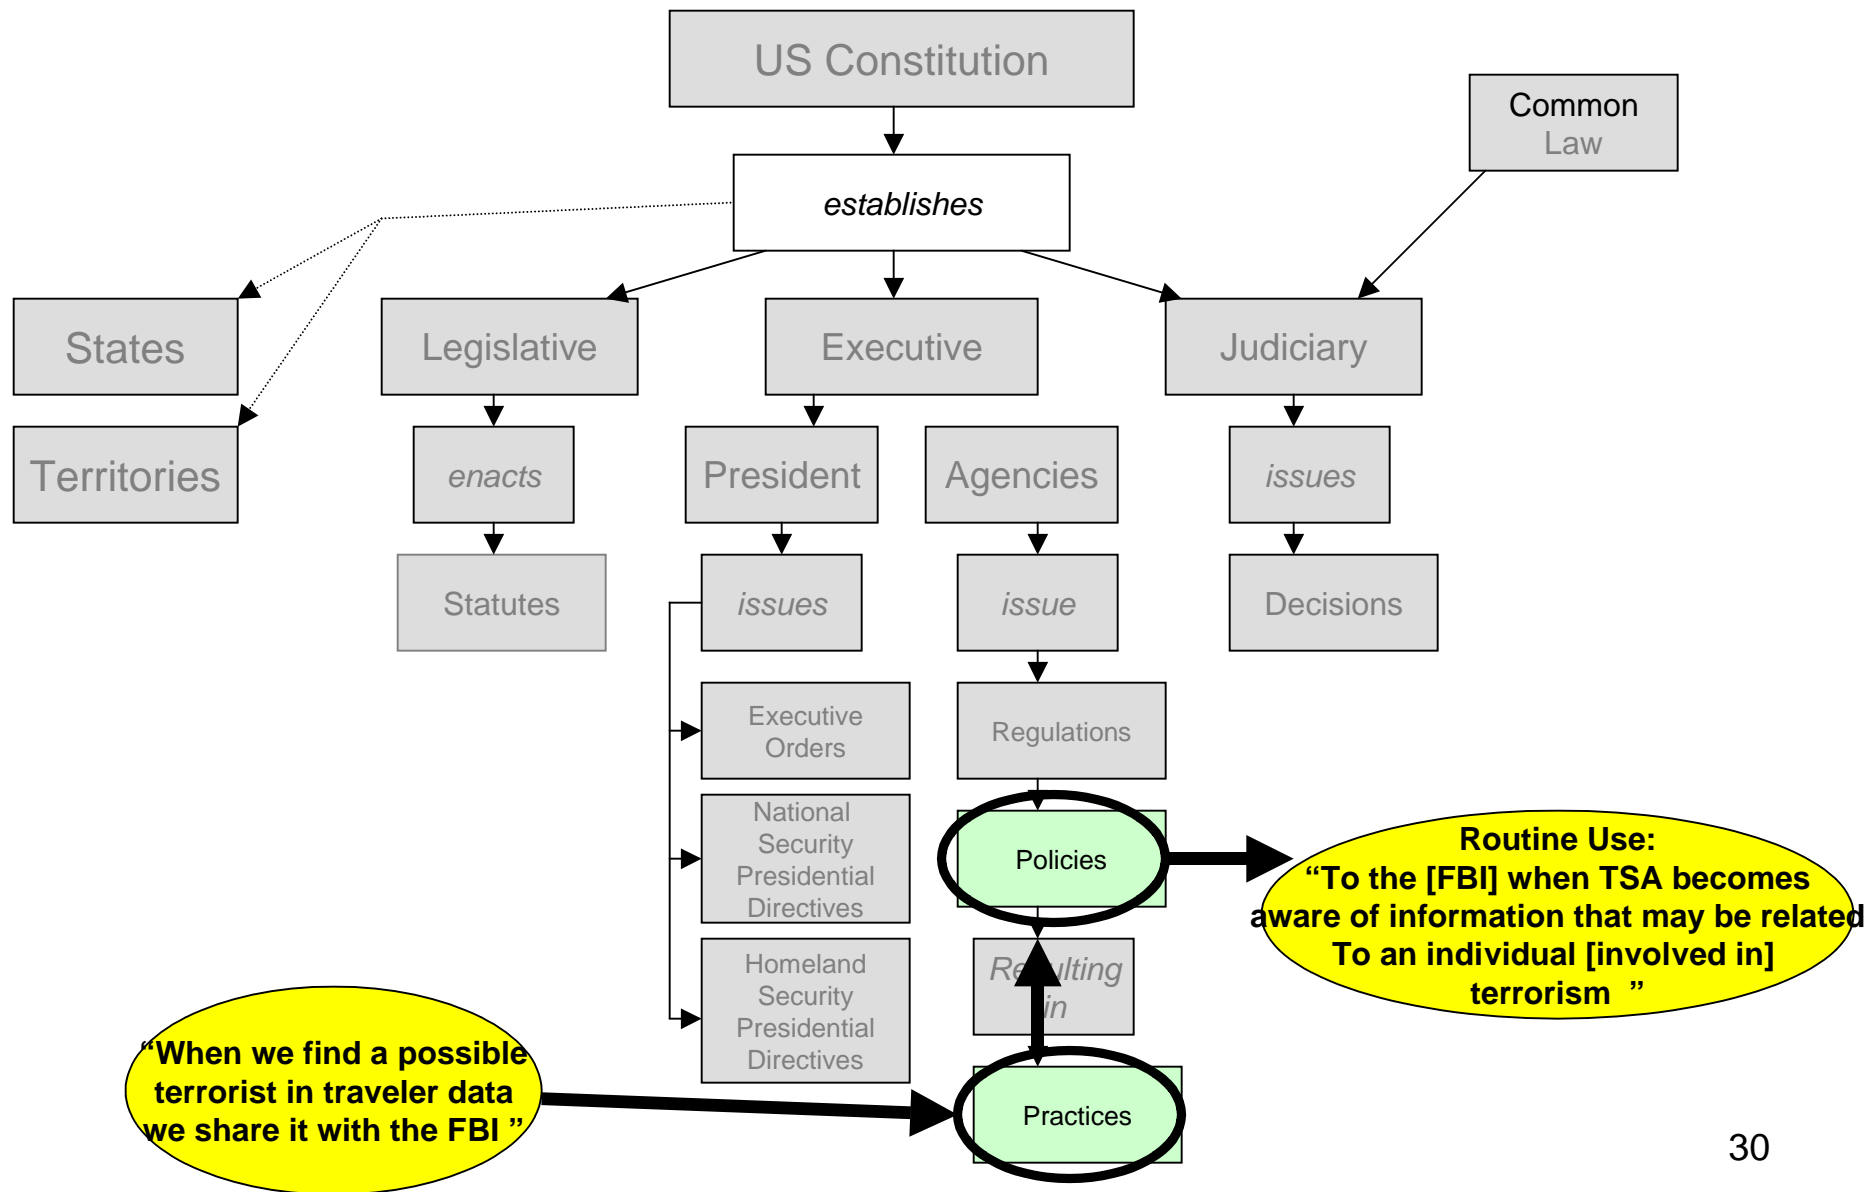 US Constitution
Common
Law
establishes
States
Legislative
Executive
Judiciary
Territories
enacts
President
Agencies
issues
Statutes
issues
issue
Decisions
Executive
Orders
Regulations
National
Security
Presidential
Directives
Policies
Routine Use:
“To the [FBI] when TSA becomes
aware of information that may be related
To an individual [involved in]
terrorism ”
Homeland
Security
Presidential
Directives
Resulting
in
“When we find a possible
terrorist in traveler data
we share it with the FBI ”
Practices
30